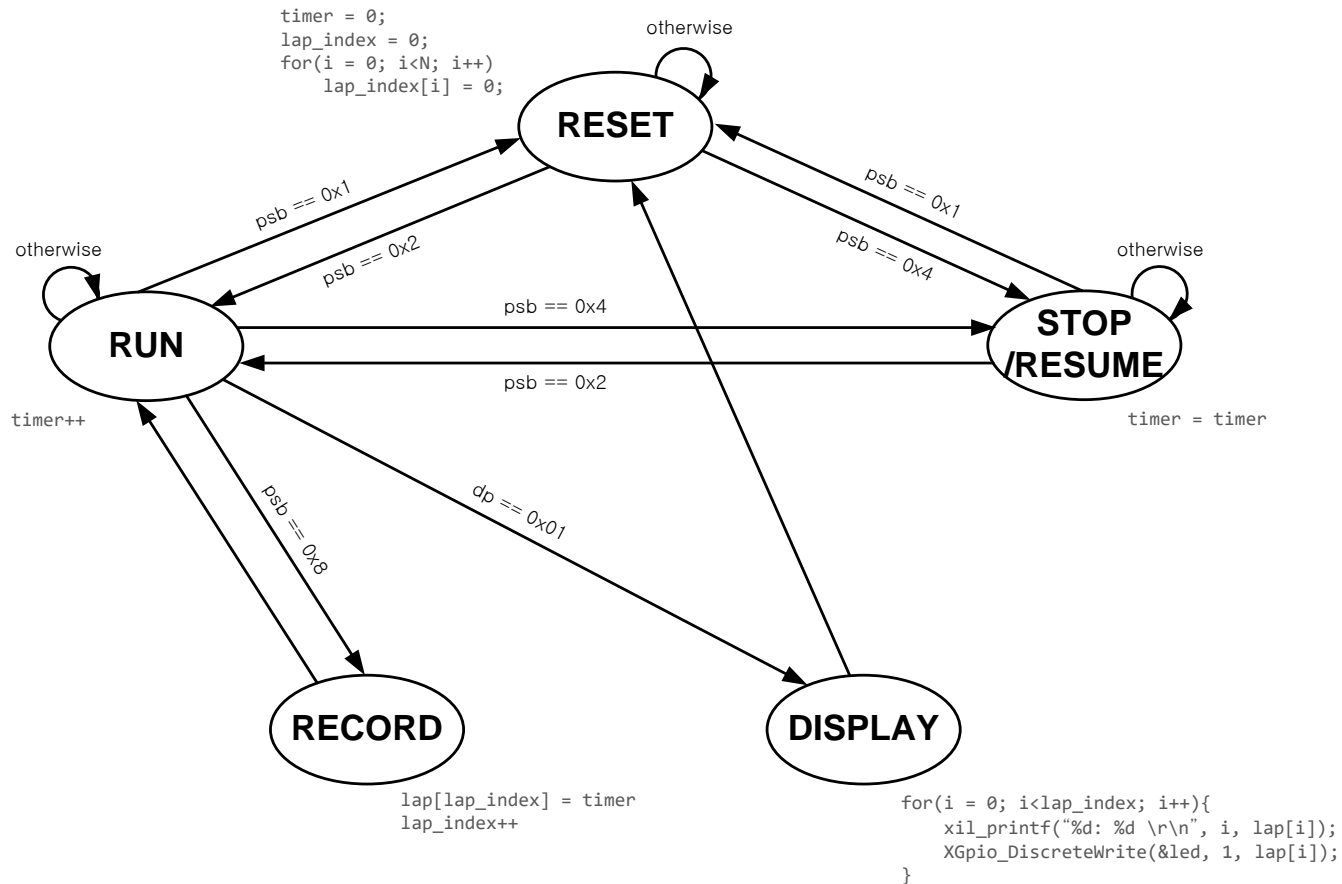 timer = 0;
lap_index = 0;
for(i = 0; i<N; i++)
    lap_index[i] = 0;
otherwise
RESET
psb == 0x1
psb == 0x2
psb == 0x1
psb == 0x4
otherwise
otherwise
RUN
psb == 0x4
psb == 0x2
STOP
/RESUME
timer++
timer = timer
psb == 0x8
dp == 0x01
RECORD
DISPLAY
lap[lap_index] = timer
lap_index++
for(i = 0; i<lap_index; i++){
    xil_printf(“%d: %d \r\n”, i, lap[i]);
    XGpio_DiscreteWrite(&led, 1, lap[i]);
}